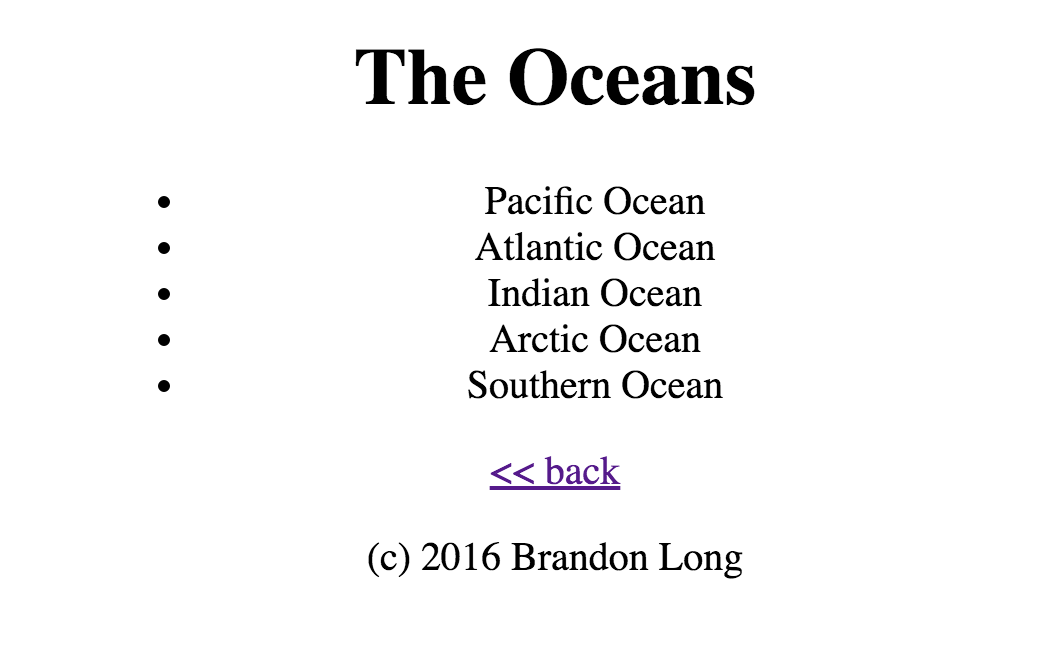 The Oceans
• Pacific Ocean
• Atlantic Ocean
• Indian Ocean
• Arctic Ocean
• Southern Ocean
<< back
(c) 2016 Brandon Long